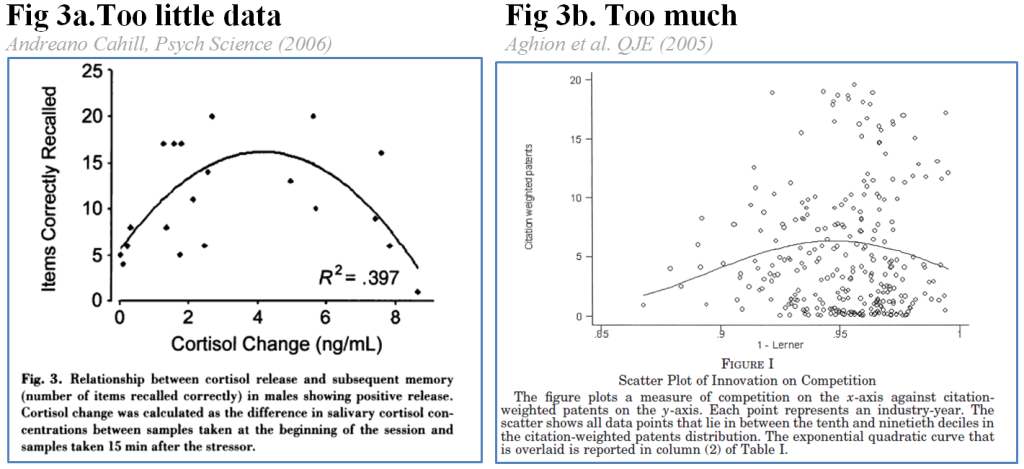 Fig 3a.Too little data
Andreano Cahill, Psych Science (2006)
25
20
15
10
5
0
Items Correctly Recalled
R²= .397
0 2 4 6 8
Cortisol Change (ng/mL)
Fig. 3. Relationship between cortisol release and subsequent memory
(number of items recalled correctly) in males showing positive release.
Cortisol change was calculated as the difference in salivary cortisol con-
centrations between samples taken at the beginning of the session and
samples taken 15 min after the stressor.
Fig 3b. Too much
Aghion et al. QJE (2005)
20
15
10
5
0
Citation weighted patents
.85 .9 .95 1
1 - Lerner
FIGURE I
Scatter Plot of Innovation on Competition
The figure plots a measure of competition on the x-axis against citation-
weighted patents on the y-axis. Each point represents an industry-year. The
scatter shows all data points that lie in between the tenth and ninetieth deciles in
the citation-weighted patents distribution. The exponential quadratic curve that
is overlaid is reported in column (2) of Table I.